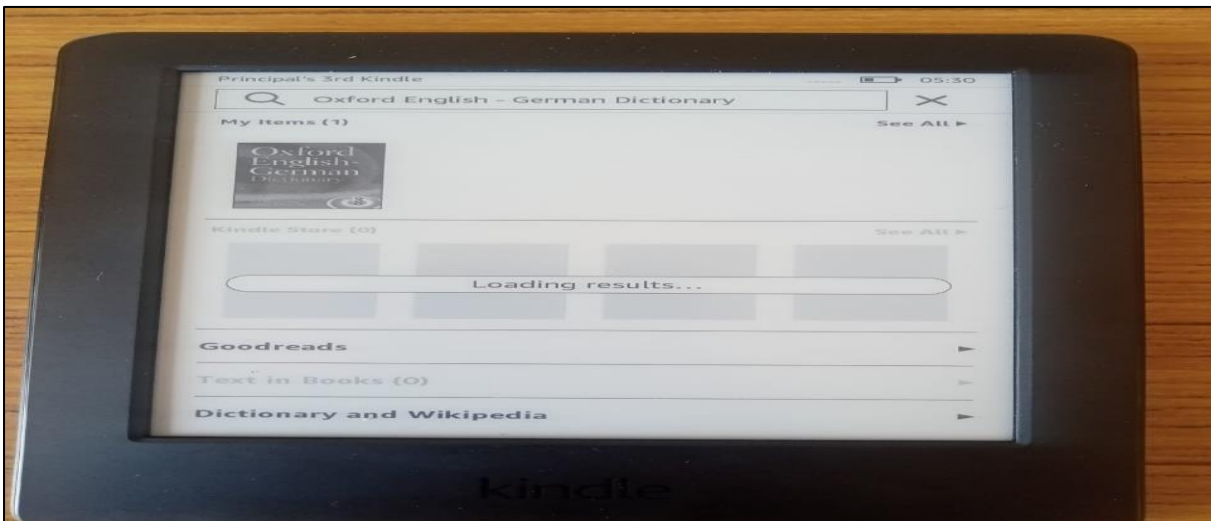 Principal's 3rd Kindle 05:30
Oxford English - German Dictionary
My Items (1) See All
Oxford
English-
German
Dictionary
Kindle Store (0) See All
Loading results...
Goodreads
Text in Books (0)
Dictionary and Wikipedia
kindle